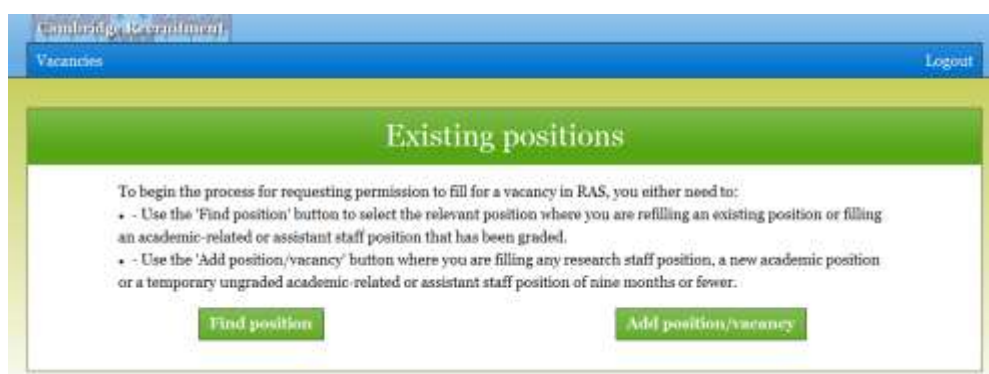 Cambridge Recruitment
Vacancies
Logout
Existing positions
To begin the process for requesting permission to fill for a vacancy in RAS, you either need to:
• - Use the 'Find position' button to select the relevant position where you are refilling an existing position or filling
an academic-related or assistant staff position that has been graded.
• - Use the 'Add position/vacancy' button where you are filling any research staff position, a new academic position
or a temporary ungraded academic-related or assistant staff position of nine months or fewer.
Find position
Add position/vacancy